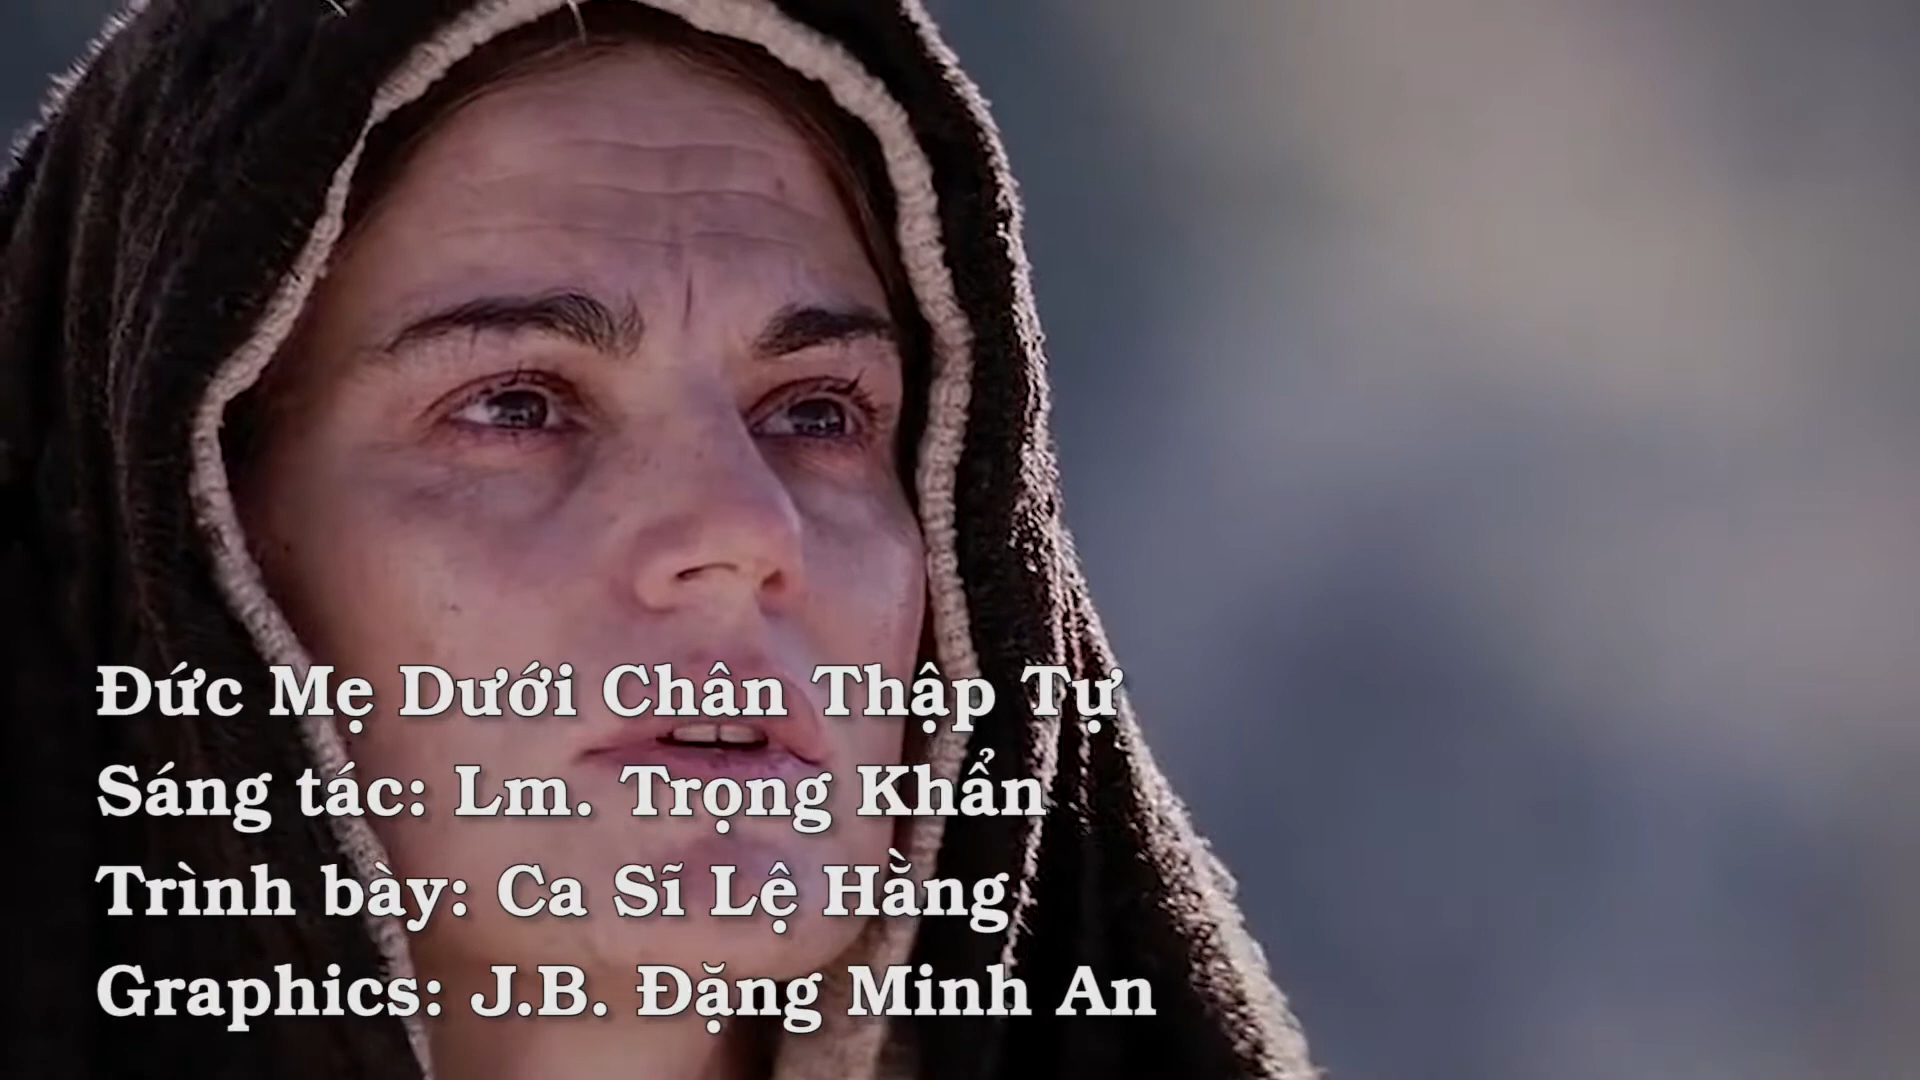 Đức Mẹ Dưới Chân Thập Tự
Sáng tác: Lm. Trọng Khẩn
Trình bày: Ca Sĩ Lệ Hằng
Graphics: J.B. Đặng Minh An